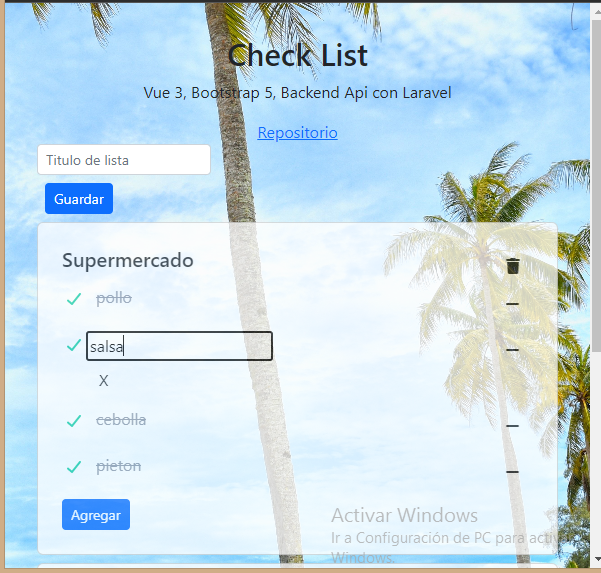 Check List
Vue 3, Bootstrap 5, Backend Api con Laravel
Repositorio
Titulo de lista
Guardar
Supermercado
pollo
salsa
X
cebolla
pieton
Agregar
Activar Windows
Ir a Configuración de PC para activar
Windows.